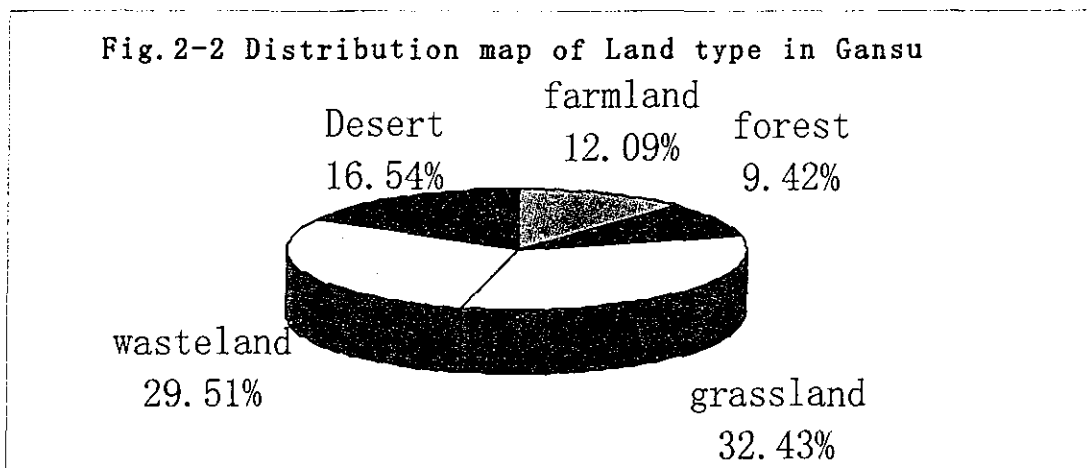 Fig. 2-2 Distribution map of Land type in Gansu
farmland
12.09%
forest
9.42%
Desert
16.54%
wasteland
29.51%
grassland
32.43%